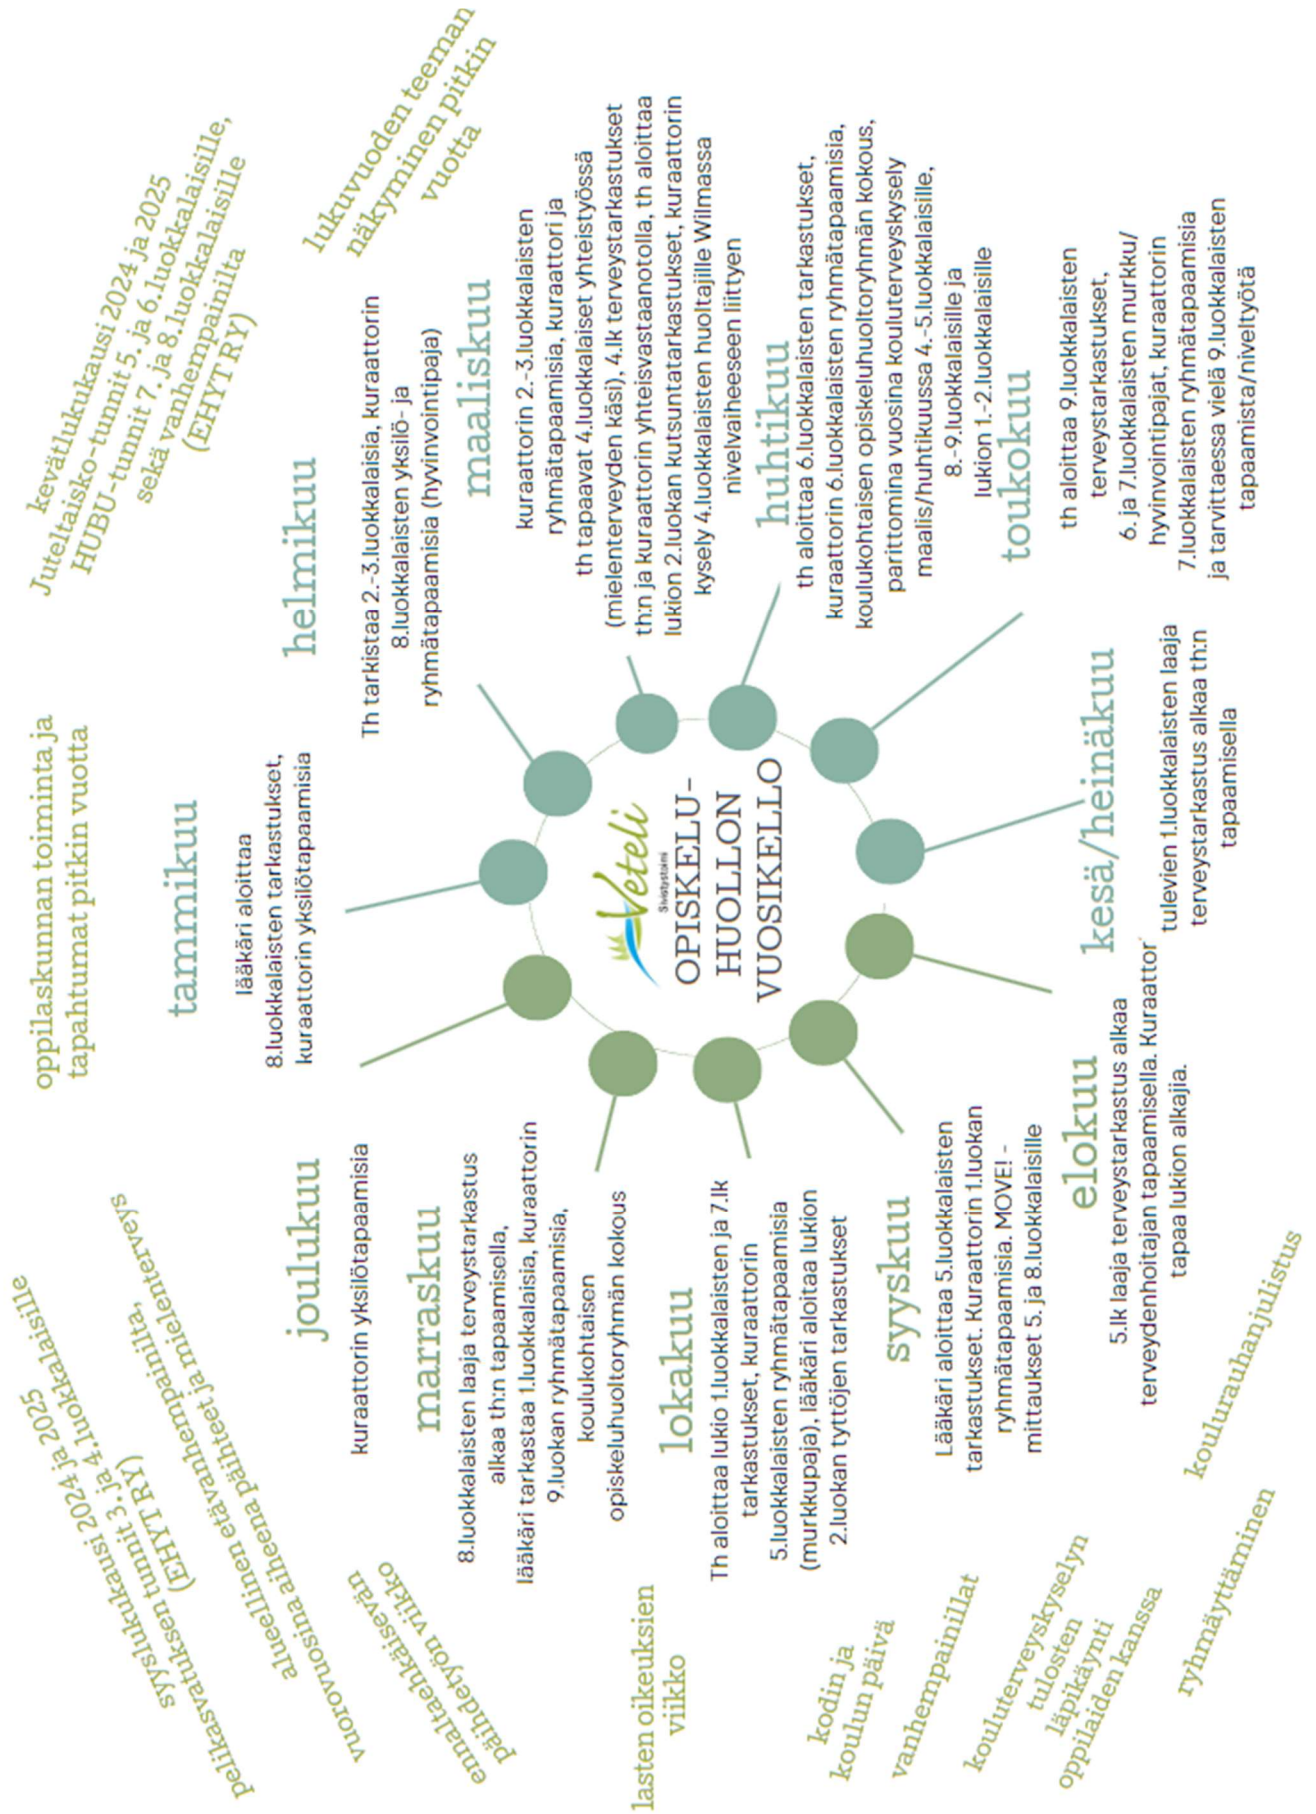 syyslukukausi 2024 ja 2025
pelikasvatuksen tunnit 3. ja 4.luokkalaisille
(EHYT RY)
alueellinen etävanhempainilta,
vuorovuosina aiheena päihteet ja mielenterveys
oppilaskunnan toiminta ja
tapahtumat pitkin vuotta
kevätlukukausi 2024 ja 2025
Juteltaisko-tunnit 5. ja 6.luokkalaisille,
HUBU-tunnit 7. ja 8.luokkalaisille
sekä vanhempainilta
(EHYT RY)
lukuvuoden teeman
näkyminen pitkin
vuotta
ennaltaehkäisevän
päihdetyön viikko
lasten oikeuksien
viikko
kodin ja
koulun päivä
vanhempainillat
kouluterveyskyselyn
tulosten
läpikäynti
oppilaiden kanssa
ryhmäyttäminen
koulurauhanjulistus
Veteli
Sivistystoimi
OPISKELU-
HUOLLON
VUOSIKELLO
tammikuu
lääkäri aloittaa
8.luokkalaisten tarkastukset,
kuraattorin yksilötapaamisia
helmikuu
Th tarkistaa 2.-3.luokkalaisia, kuraattorin
8.luokkalaisten yksilö- ja
ryhmätapaamisia (hyvinvointipaja)
maaliskuu
kuraattorin 2.-3.luokkalaisten
ryhmätapaamisia, kuraattori ja
th tapaavat 4.luokkalaiset yhteistyössä
(mielenterveyden käsi), 4.lk terveystarkastukset
th:n ja kuraattorin yhteisvastaanotolla, th aloittaa
lukion 2.luokan kutsuntatarkastukset, kuraattorin
kysely 4.luokkalaisten huoltajille Wilmassa
nivelvaiheeseen liittyen
huhtikuu
th aloittaa 6.luokkalaisten tarkastukset,
kuraattorin 6.luokkalaisten ryhmätapaamisia,
koulukohtaisen opiskeluhuoltoryhmän kokous,
parittomina vuosina kouluterveyskysely
maalis/huhtikuussa 4.-5.luokkalaisille,
8.-9.luokkalaisille ja
lukion 1.-2.luokkalaisille
toukokuu
th aloittaa 9.luokkalaisten
terveystarkastukset,
6. ja 7.luokkalaisten murkku/
hyvinvointipajat, kuraattorin
7.luokkalaisten ryhmätapaamisia
ja tarvittaessa vielä 9.luokkalaisten
tapaamista/niveltyötä
kesä/heinäkuu
tulevien 1.luokkalaisten laaja
terveystarkastus alkaa th:n
tapaamisella
elokuu
5.lk laaja terveystarkastus alkaa
terveydenhoitajan tapaamisella. Kuraattor
tapaa lukion alkajia.
syyskuu
Lääkäri aloittaa 5.luokkalaisten
tarkastukset. Kuraattorin 1.luokan
ryhmätapaamisia. MOVE! -
mittaukset 5. ja 8.luokkalaisille
lokakuu
Th aloittaa lukio 1.luokkalaisten ja 7.lk
tarkastukset, kuraattorin
5.luokkalaisten ryhmätapaamisia
(murkkupaja), lääkäri aloitaa lukion
2.luokan tyttöjen tarkastukset
marraskuu
8.luokkalaisten laaja terveystarkastus
alkaa th:n tapaamisella,
lääkäri tarkastaa 1.luokkalaisia, kuraattorin
9.luokan ryhmätapaamisia,
koulukohtaisen
opiskeluhuoltoryhmän kokous
joulukuu
kuraattorin yksilötapaamisia